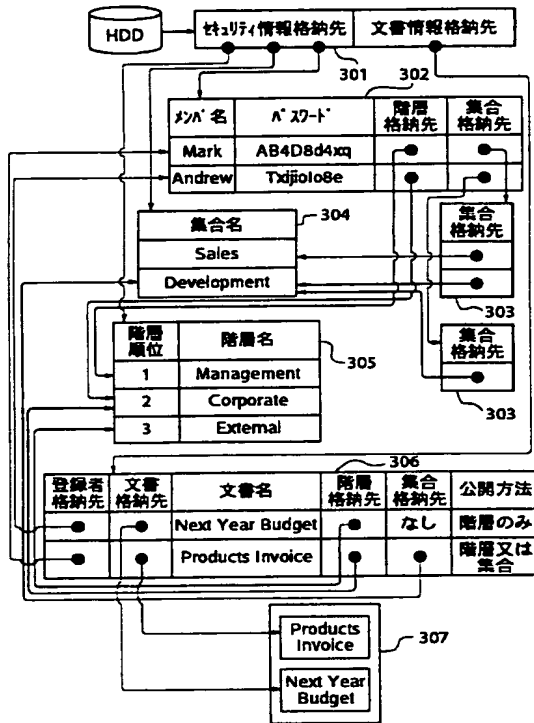 HDD
セキュリティ情報格納先
文書情報格納先
301
302
メンバ名
パスワード
階層
格納先
集合
格納先
Mark
AB4D8d4xq
Andrew
TxijioIo8e
304
集合名
Sales
Development
集合
格納先
303
集合
格納先
303
階層
順位
階層名
305
1
Management
2
Corporate
3
External
306
登録者
格納先
文書
格納先
文書名
階層
格納先
集合
格納先
公開方法
Next Year Budget
なし
階層のみ
Products Invoice
階層又は
集合
307
Products
Invoice
Next Year
Budget